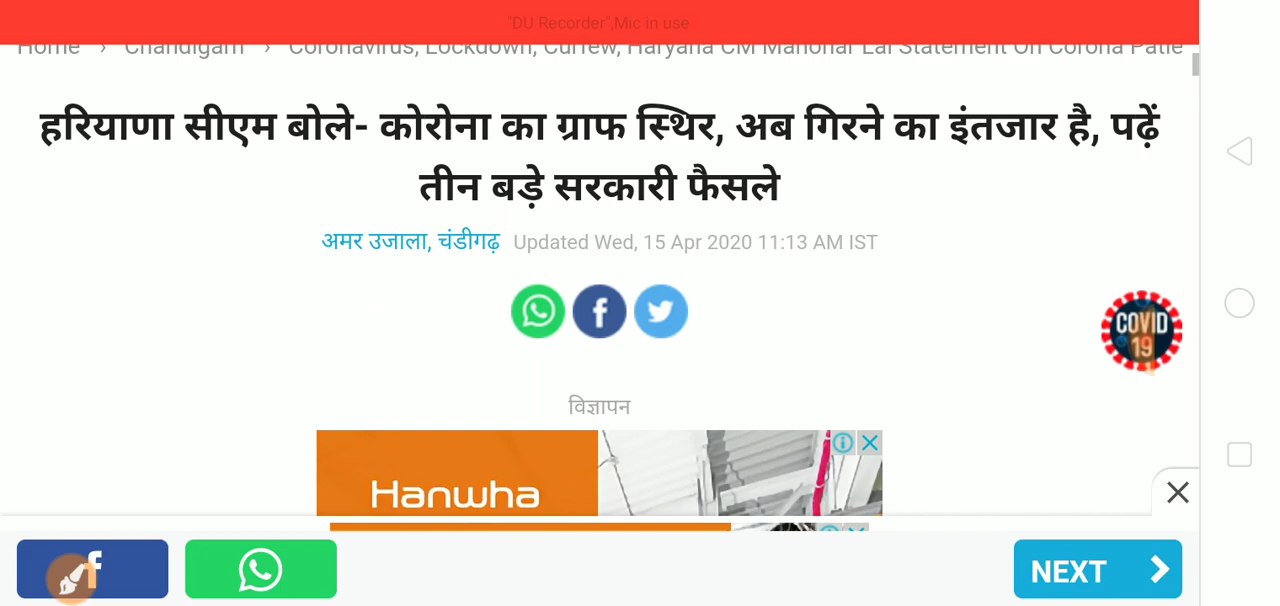 "DU Recorder",Mic in use
Home › Chandigarh › Coronavirus, Lockdown, Curfew, Haryana CM Manohar Lal Statement On Corona Patie
हरियाणा सीएम बोले- कोरोना का ग्राफ स्थिर, अब गिरने का इंतजार है, पढ़ें
तीन बड़े सरकारी फैसले
अमर उजाला, चंडीगढ़ Updated Wed, 15 Apr 2020 11:13 AM IST
COVID
19
विज्ञापन
Hanwha
NEXT